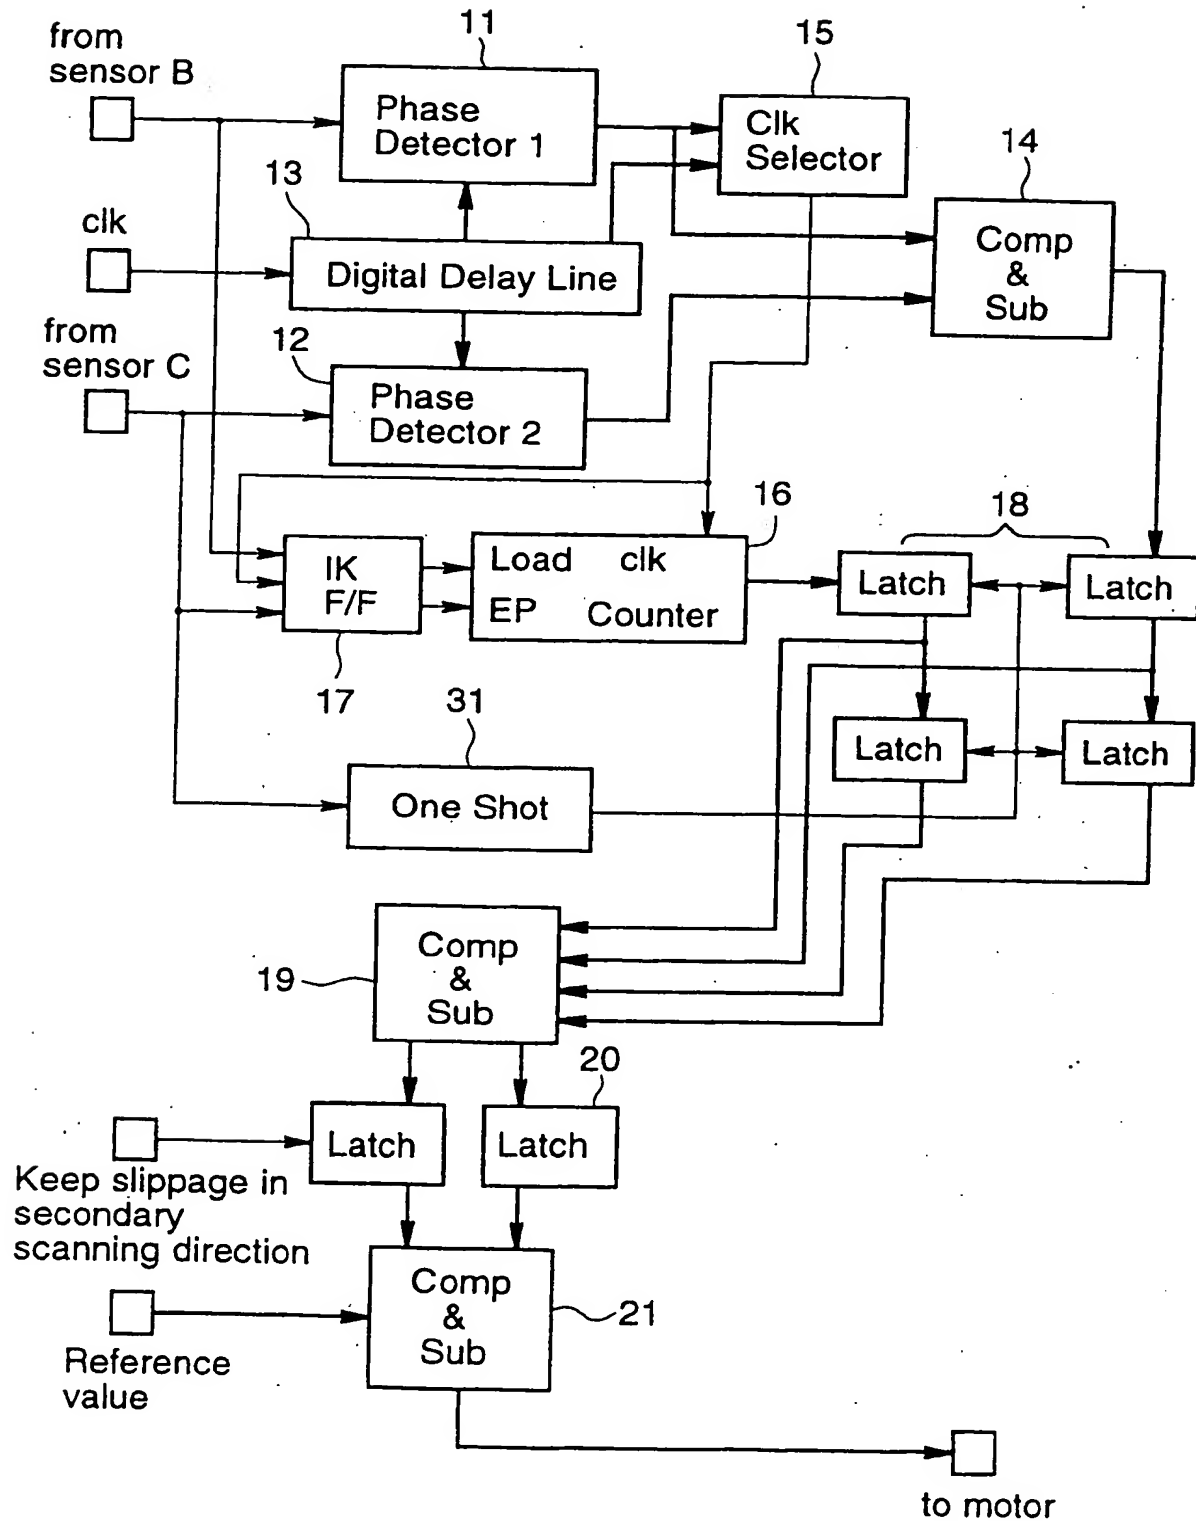 from
sensor B
11
15
Phase
Detector 1
Clk
Selector
14
clk
13
Digital Delay Line
Comp
&
Sub
from
sensor C
12
Phase
Detector 2
16
18
IK
F/F
Load clk
EP Counter
Latch
Latch
17
31
Latch
Latch
One Shot
19
Comp
&
Sub
20
Latch
Latch
Keep slippage in
secondary
scanning direction
Comp
&
Sub
21
Reference
value
to motor